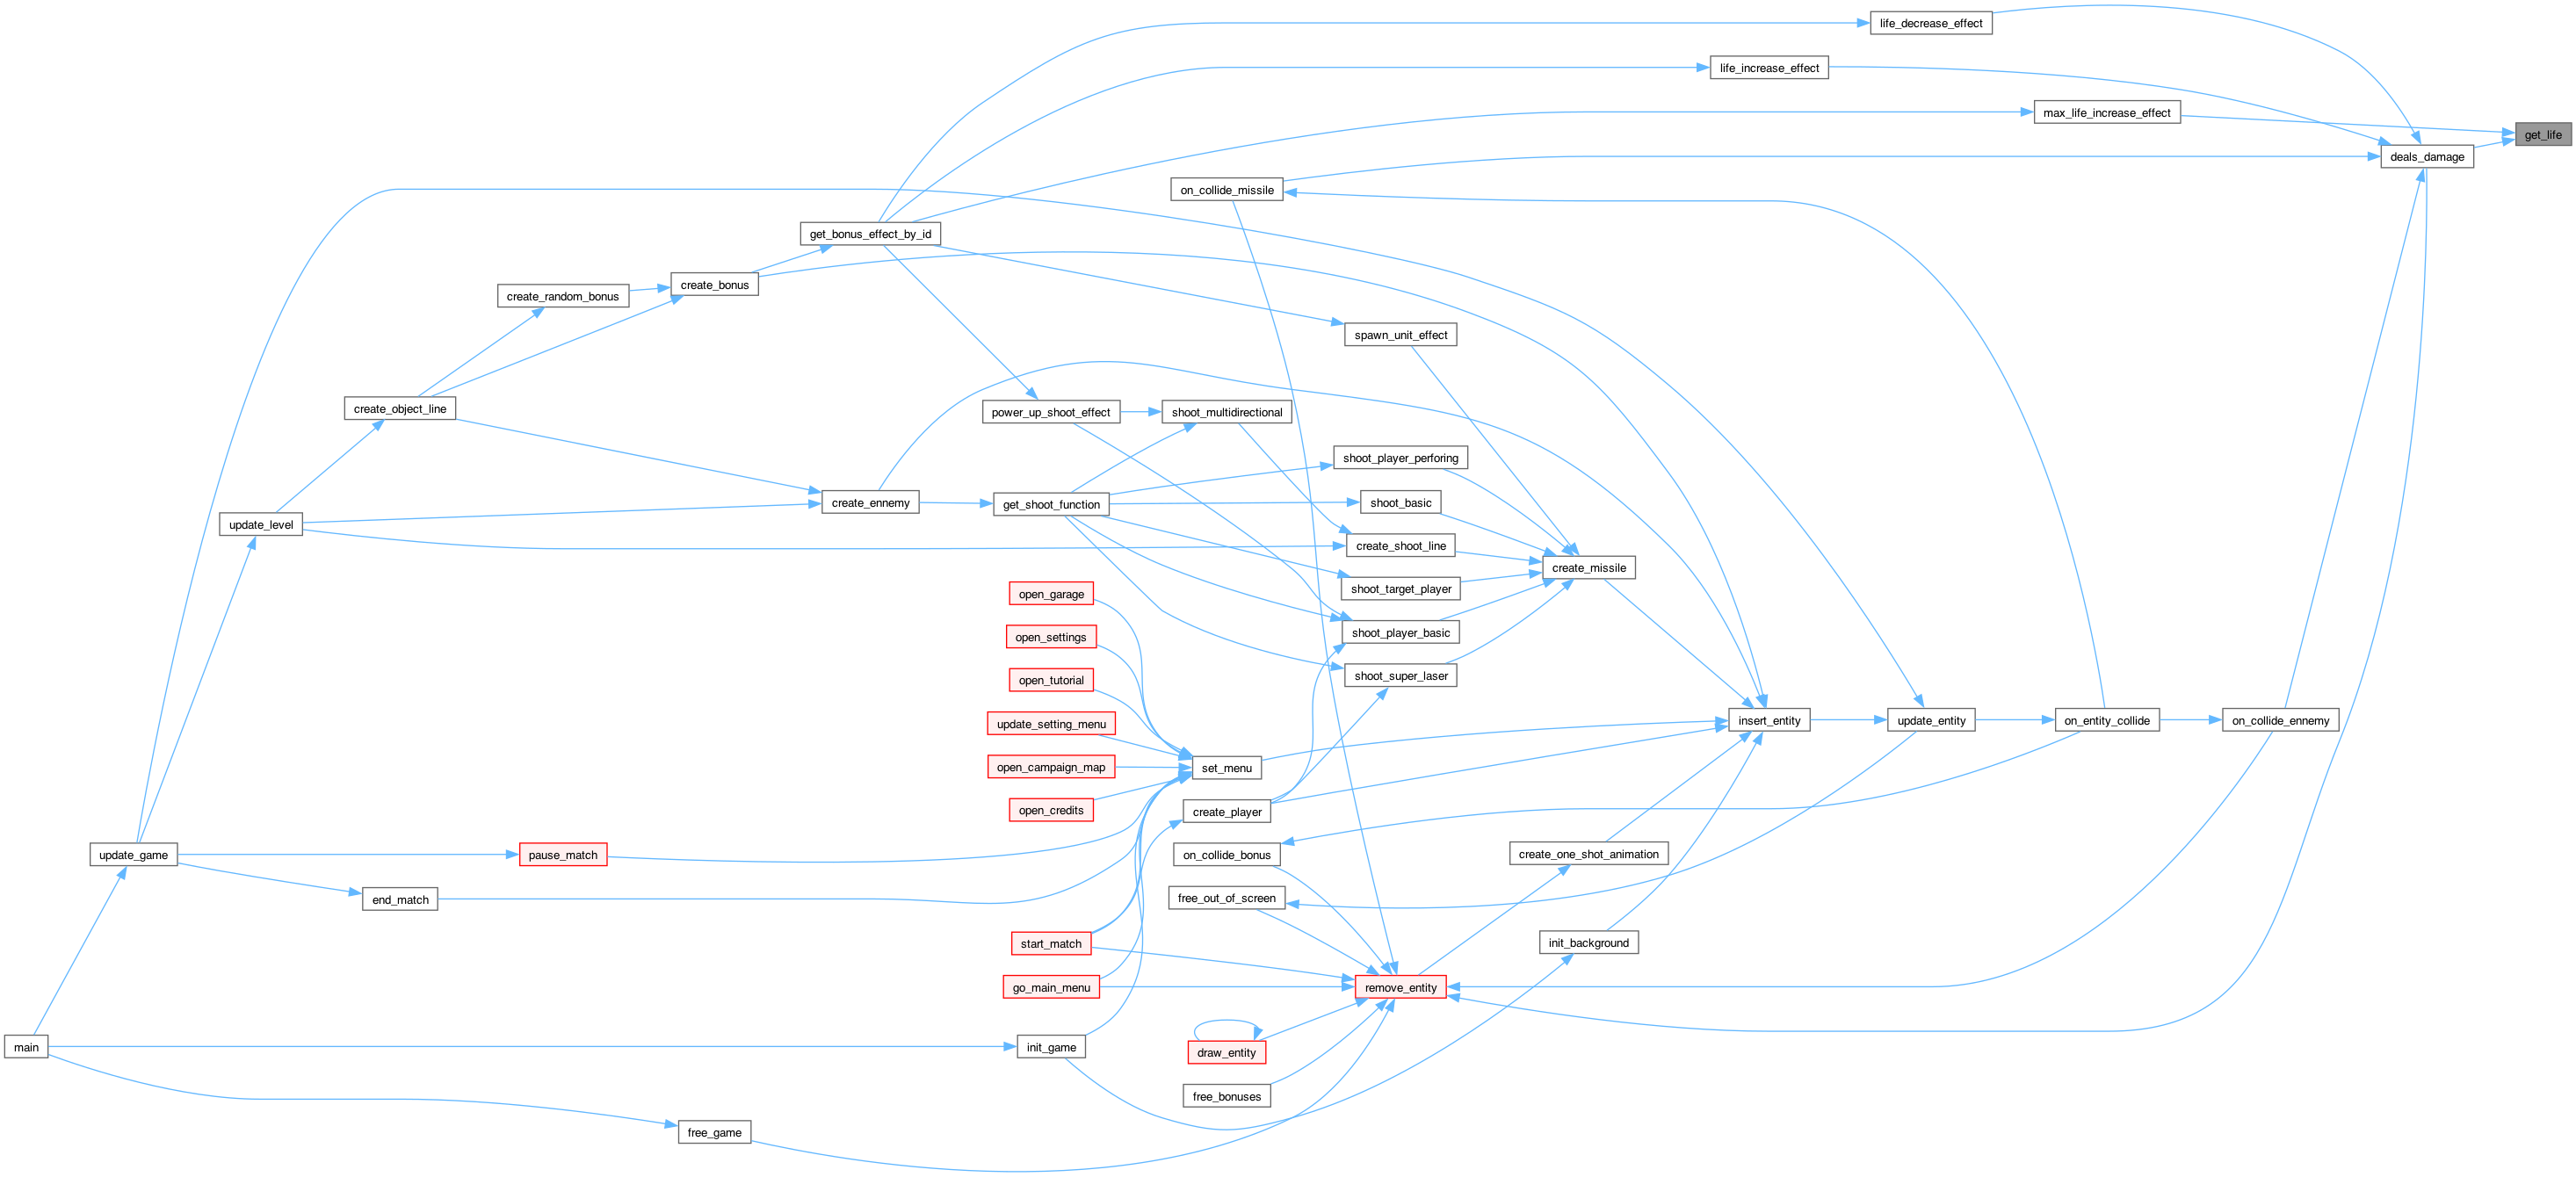 life_decrease_effect
life_increase_effect
max_life_increase_effect
get_life
deals_damage
on_collide_missile
get_bonus_effect_by_id
create_bonus
create_random_bonus
spawn_unit_effect
create_object_line
power_up_shoot_effect
shoot_multidirectional
shoot_player_perforing
create_ennemy
get_shoot_function
shoot_basic
update_level
create_shoot_line
create_missile
shoot_target_player
open_garage
shoot_player_basic
open_settings
shoot_super_laser
open_tutorial
update_setting_menu
insert_entity
update_entity
on_entity_collide
on_collide_ennemy
open_campaign_map
set_menu
open_credits
create_player
update_game
pause_match
on_collide_bonus
create_one_shot_animation
end_match
free_out_of_screen
start_match
init_background
go_main_menu
remove_entity
main
init_game
draw_entity
free_bonuses
free_game